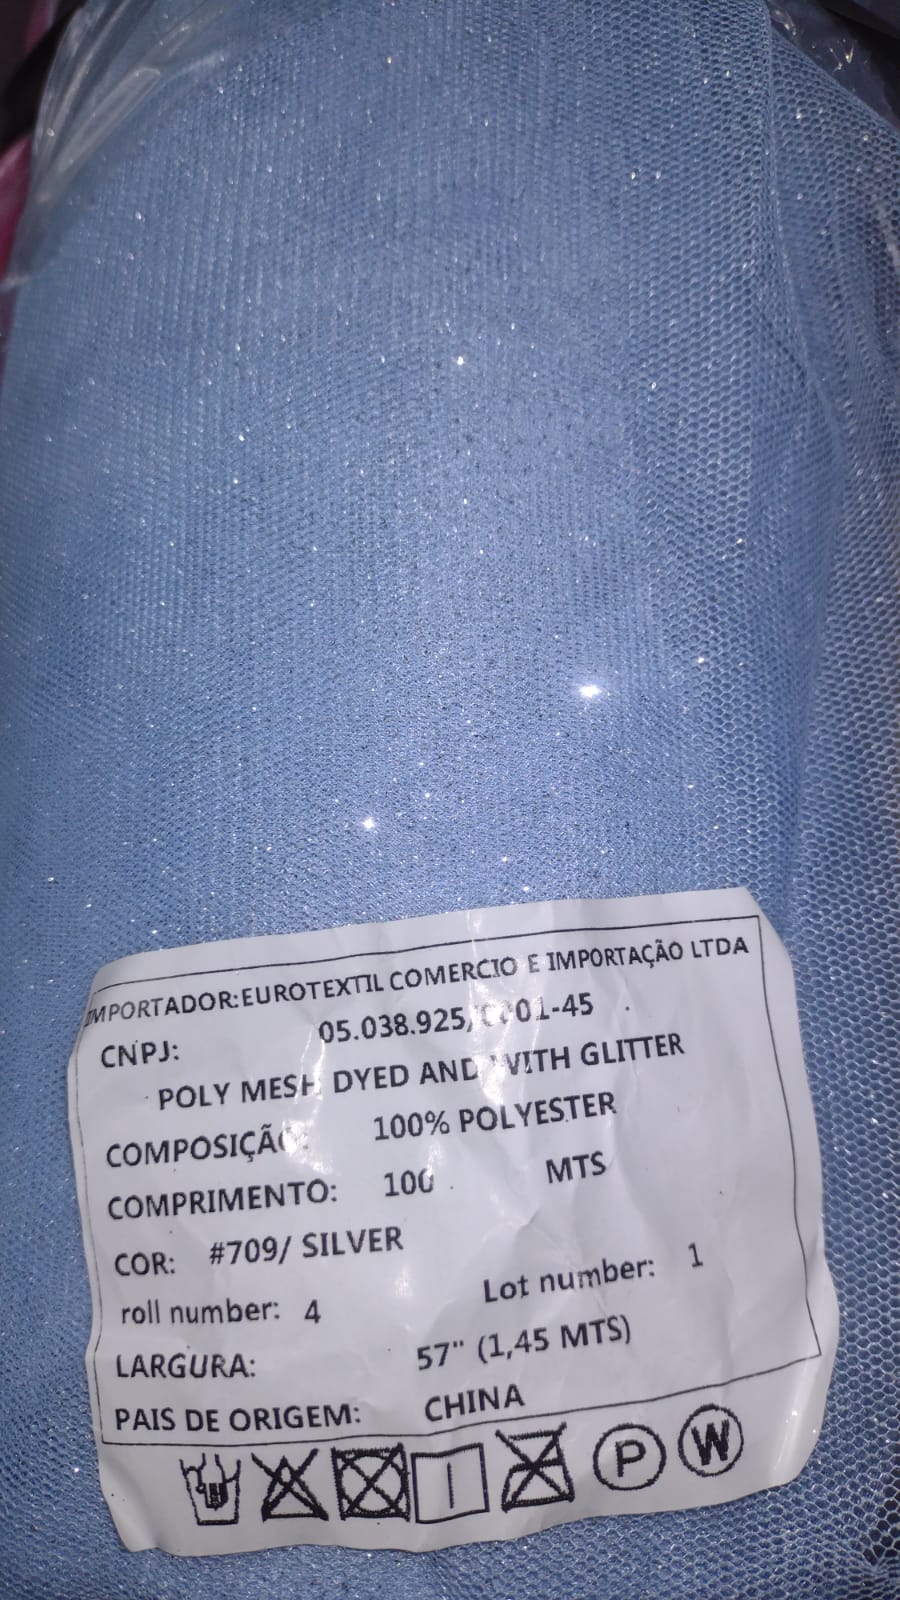 IMPORTADOR:EUROTEXTIL COMERCIO E IMPORTAÇÃO LTDA
CNPJ: 05.038.925/0001-45
POLY MESH DYED AND WITH GLITTER
COMPOSIÇÃO: 100% POLYESTER
COMPRIMENTO: 100 MTS
COR: #709/ SILVER
roll number: 4 Lot number: 1
LARGURA: 57" (1,45 MTS)
PAIS DE ORIGEM: CHINA
P W